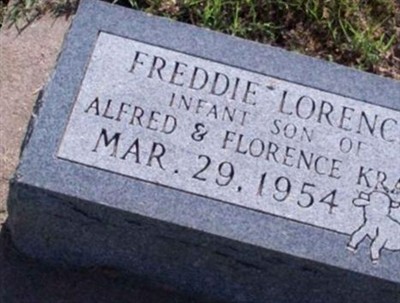 FREDDIE LORENC
INFANT SON OF
ALFRED & FLORENCE KRA
MAR. 29, 1954